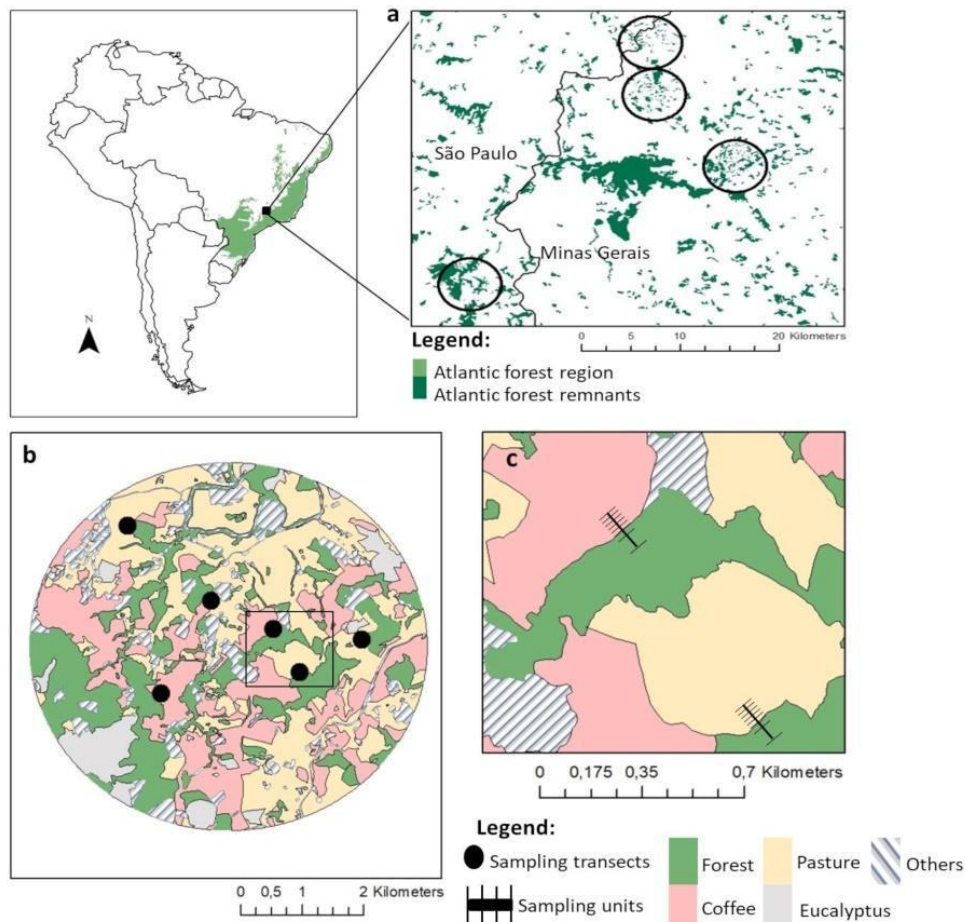 a
São Paulo
Minas Gerais
N
0 5 10 20 Kilometers
Legend:
Atlantic forest region
Atlantic forest remnants
b
0 0,5 1 2 Kilometers
c
0 0,175 0,35 0,7 Kilometers
Legend:
Sampling transects
Forest
Pasture
Others
Sampling units
Coffee
Eucalyptus